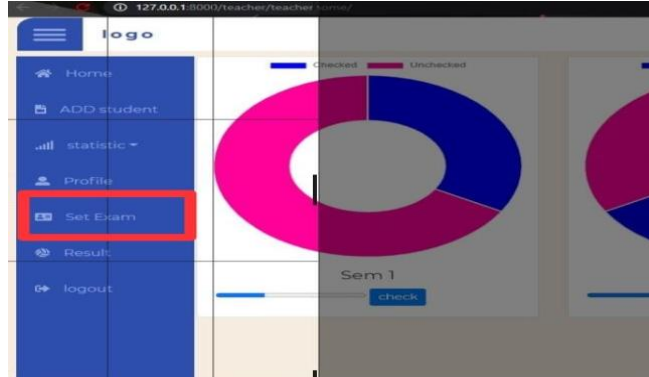 127.0.0.1:8000/teacher/teacherhome/
logo
Checked Unchecked
Home
ADD student
statistic
Profile
Set Exam
Result
logout
Sem 1
check